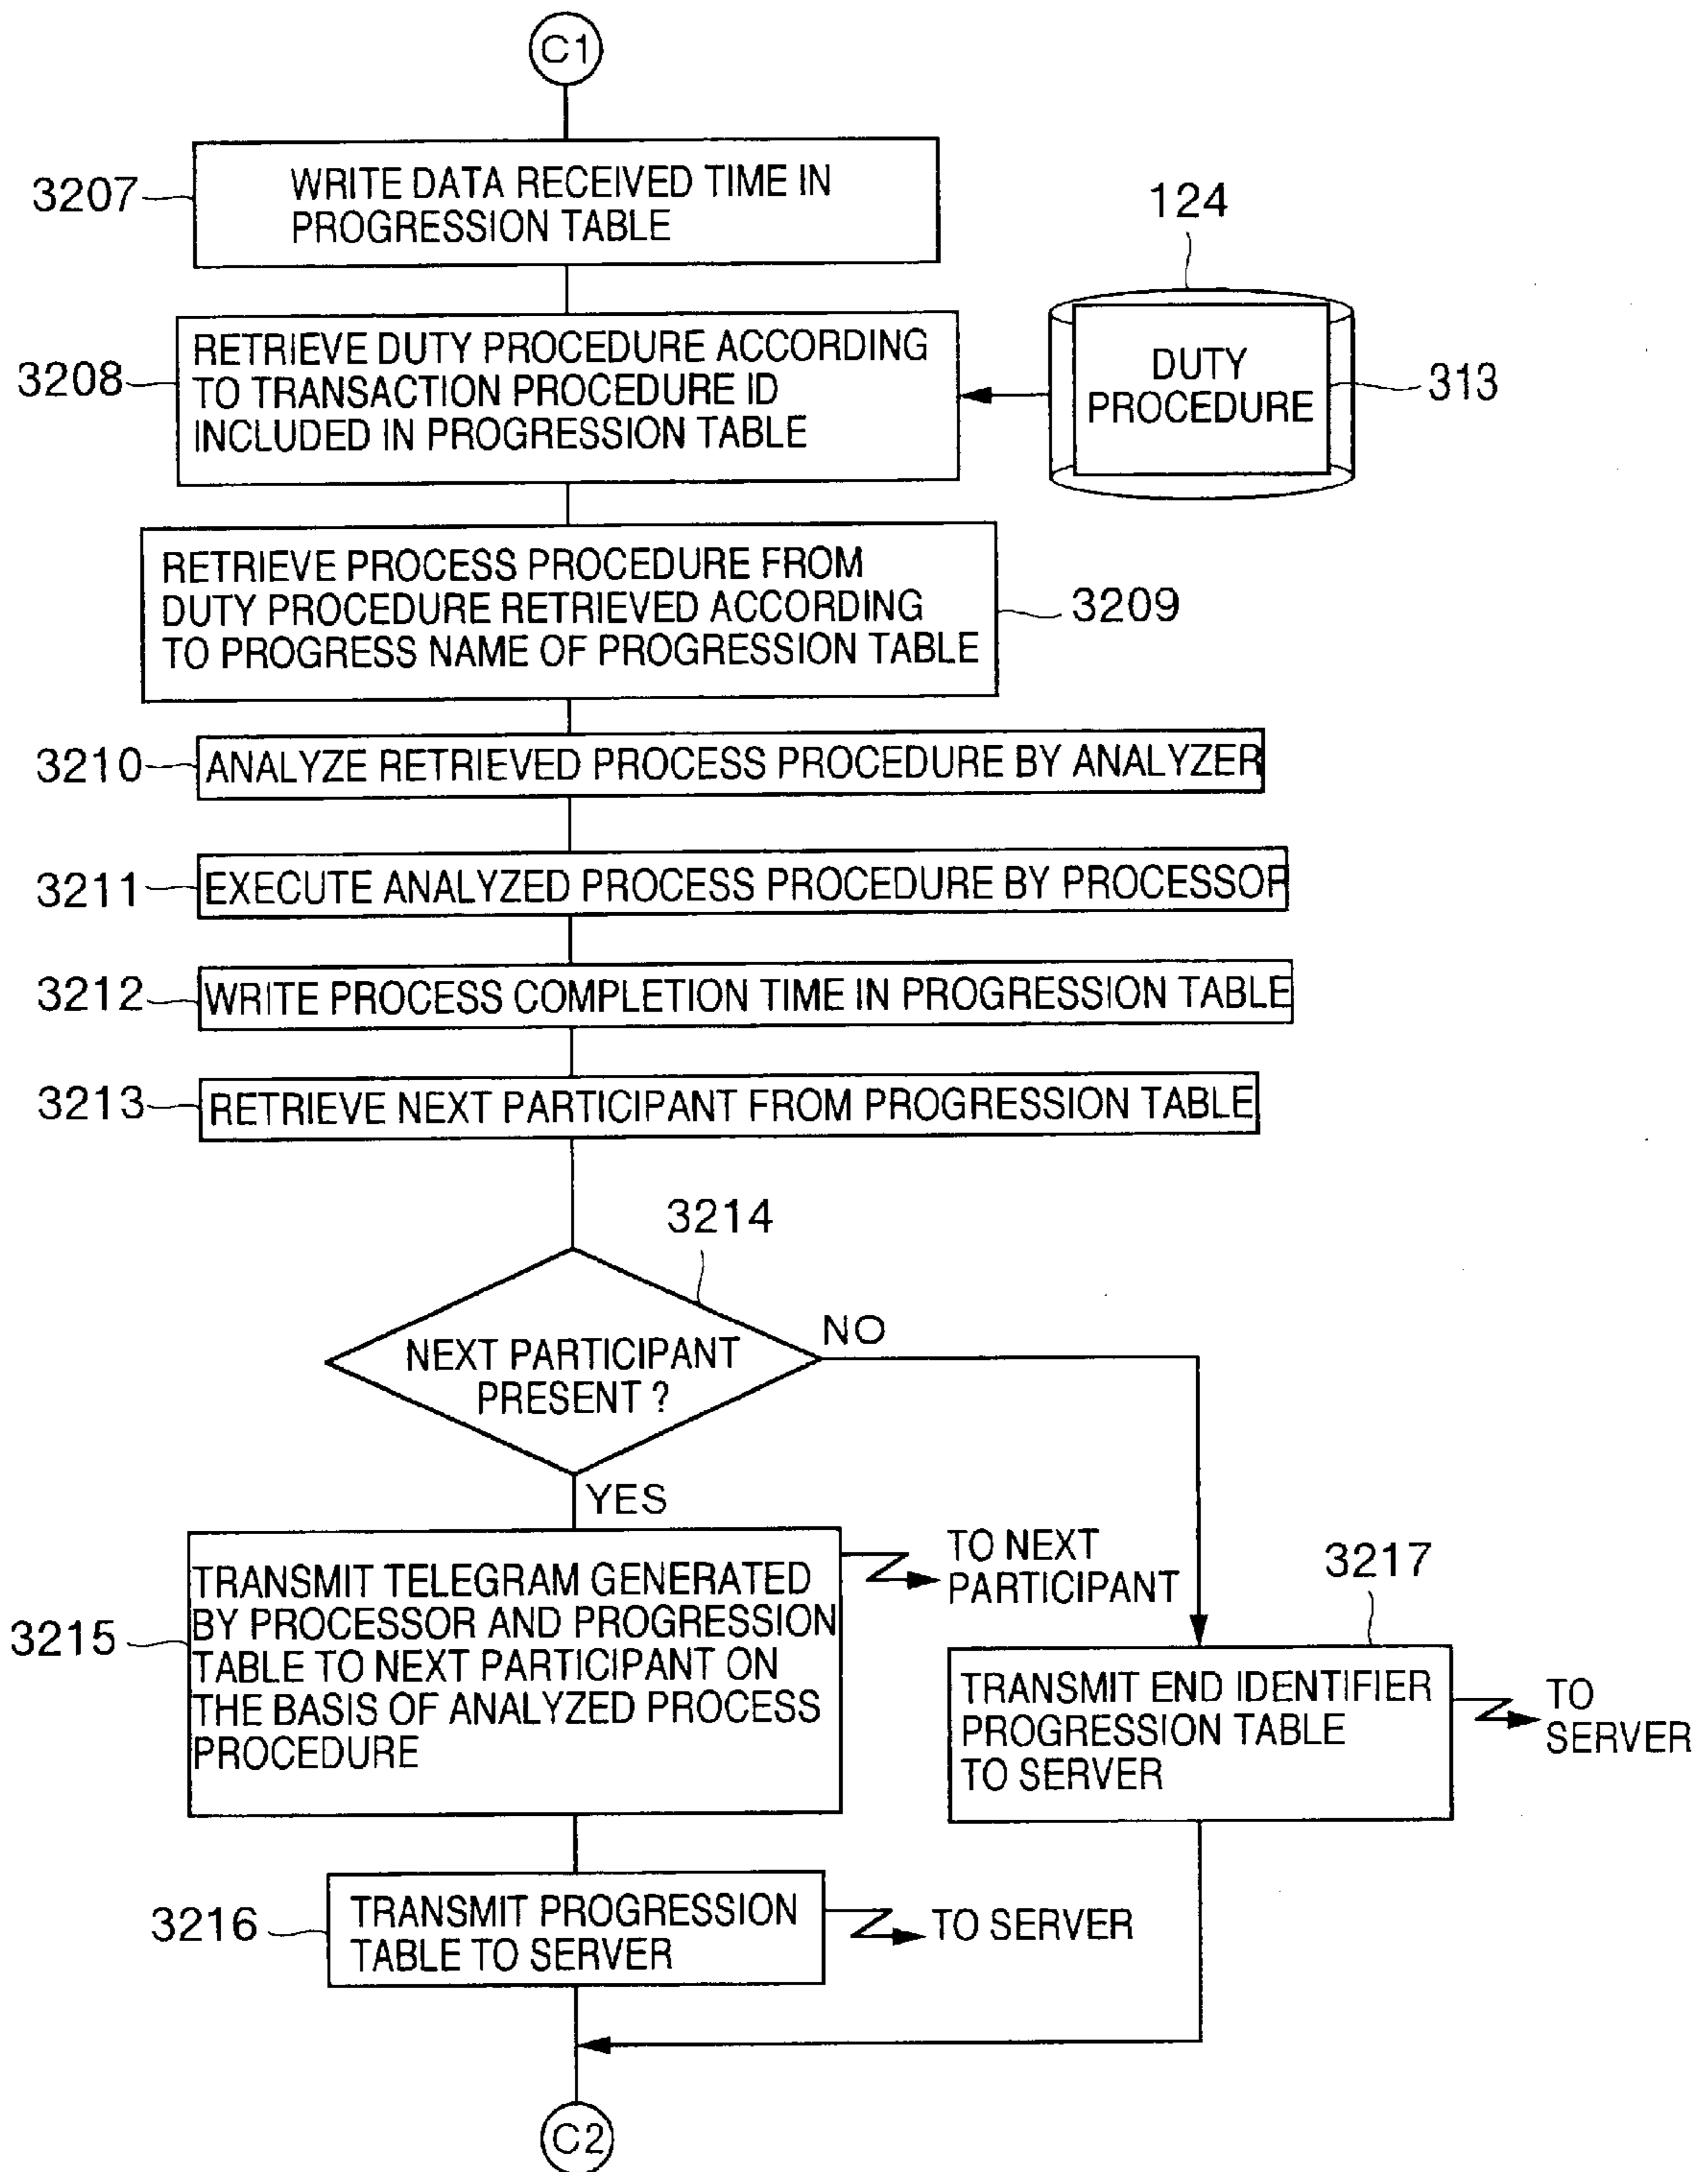 C1
3207
WRITE DATA RECEIVED TIME IN
PROGRESSION TABLE
124
3208
RETRIEVE DUTY PROCEDURE ACCORDING
TO TRANSACTION PROCEDURE ID
INCLUDED IN PROGRESSION TABLE
DUTY
PROCEDURE
313
RETRIEVE PROCESS PROCEDURE FROM
DUTY PROCEDURE RETRIEVED ACCORDING
TO PROGRESS NAME OF PROGRESSION TABLE
3209
3210
ANALYZE RETRIEVED PROCESS PROCEDURE BY ANALYZER
3211
EXECUTE ANALYZED PROCESS PROCEDURE BY PROCESSOR
3212
WRITE PROCESS COMPLETION TIME IN PROGRESSION TABLE
3213
RETRIEVE NEXT PARTICIPANT FROM PROGRESSION TABLE
3214
NEXT PARTICIPANT
PRESENT ?
NO
YES
3215
TRANSMIT TELEGRAM GENERATED
BY PROCESSOR AND PROGRESSION
TABLE TO NEXT PARTICIPANT ON
THE BASIS OF ANALYZED PROCESS
PROCEDURE
TO NEXT
PARTICIPANT
3217
TRANSMIT END IDENTIFIER
PROGRESSION TABLE
TO SERVER
TO
SERVER
3216
TRANSMIT PROGRESSION
TABLE TO SERVER
TO SERVER
C2